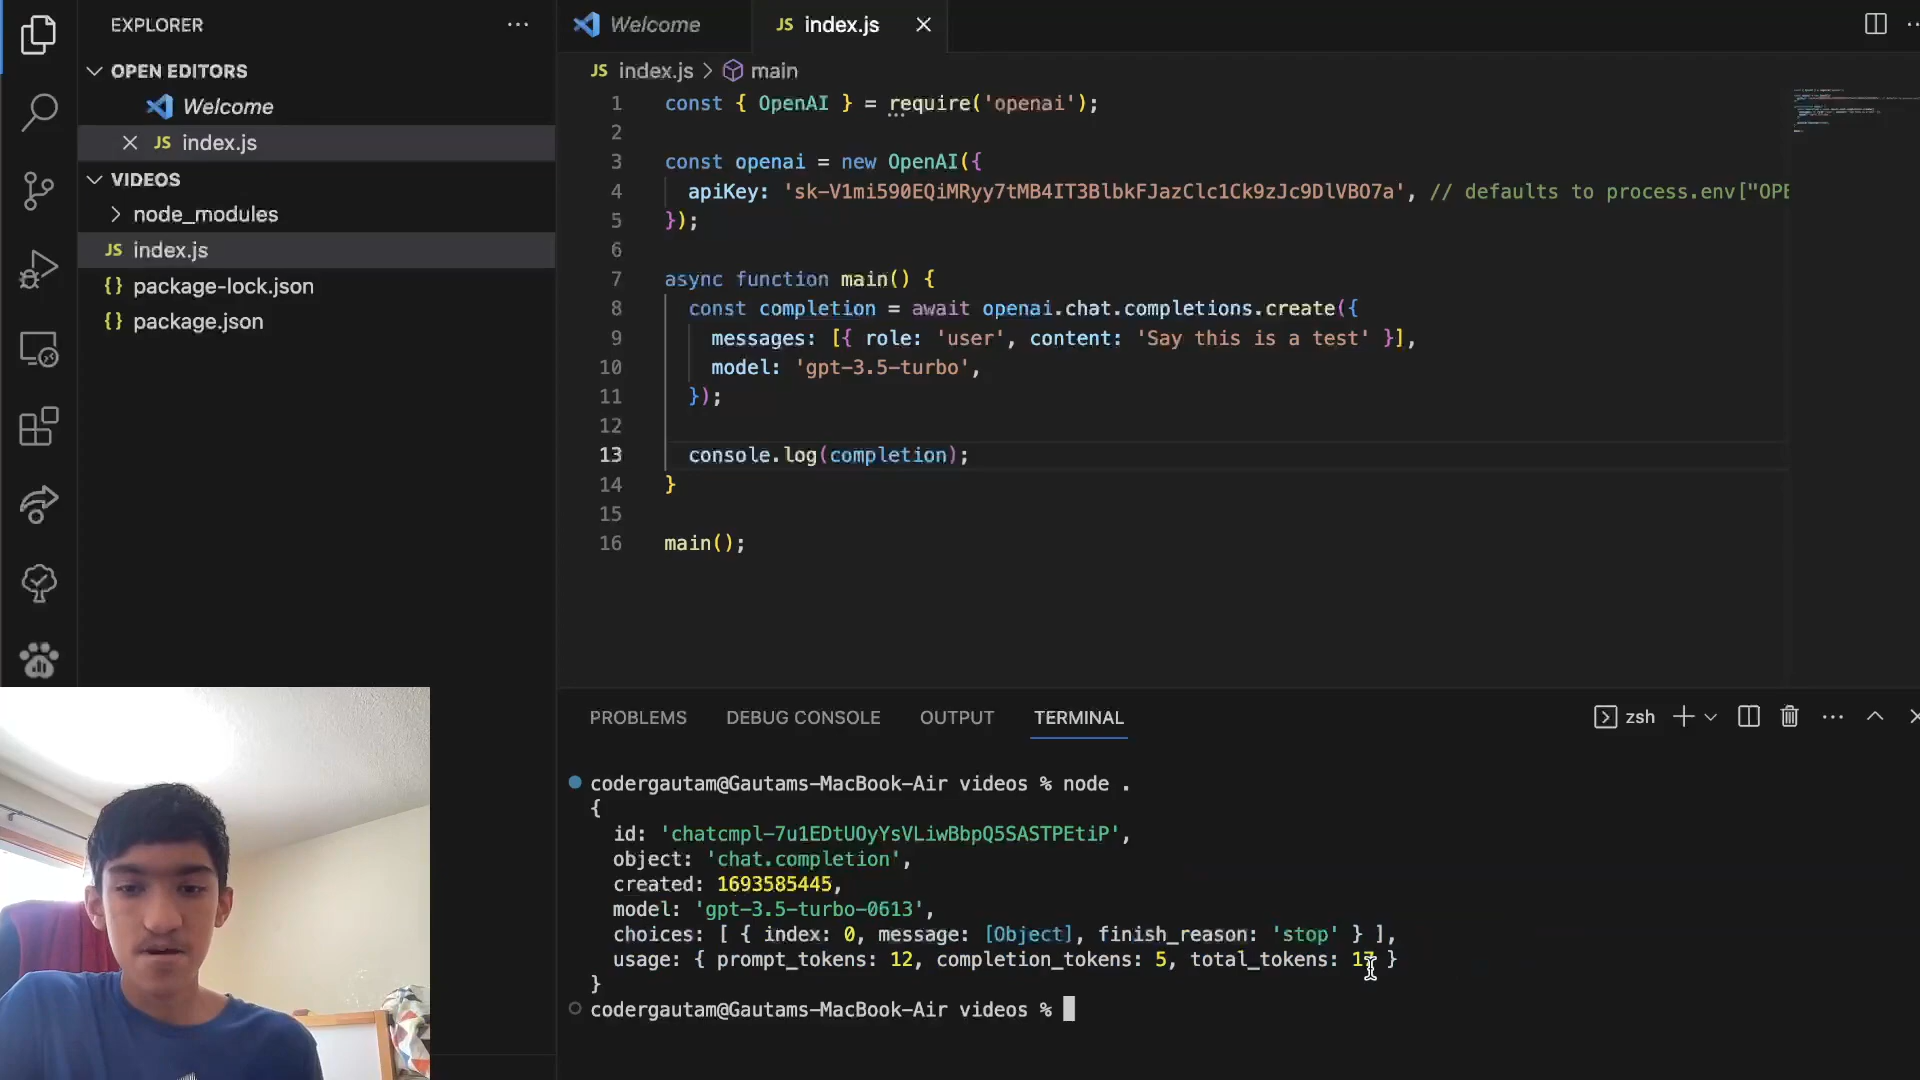 EXPLORER
OPEN EDITORS
Welcome
JS index.js
VIDEOS
node_modules
JS index.js
{} package-lock.json
{} package.json
Welcome
JS index.js
JS index.js > main
1 const { OpenAI } = require('openai');
2
3 const openai = new OpenAI({
4 apiKey: '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', // defaults to process.env["OPE
5 });
6
7 async function main() {
8 const completion = await openai.chat.completions.create({
9 messages: [{ role: 'user', content: 'Say this is a test' }],
10 model: 'gpt-3.5-turbo',
11 });
12
13 console.log(completion);
14 }
15
16 main();
PROBLEMS DEBUG CONSOLE OUTPUT TERMINAL
zsh
codergautam@Gautams-MacBook-Air videos % node .
{
id: 'chatcmpl-7u1EDtUOyYsVLiwBbpQ5SASTPEtiP',
object: 'chat.completion',
created: 1693585445,
model: 'gpt-3.5-turbo-0613',
choices: [ { index: 0, message: [Object], finish_reason: 'stop' } ],
usage: { prompt_tokens: 12, completion_tokens: 5, total_tokens: 17 }
}
codergautam@Gautams-MacBook-Air videos %